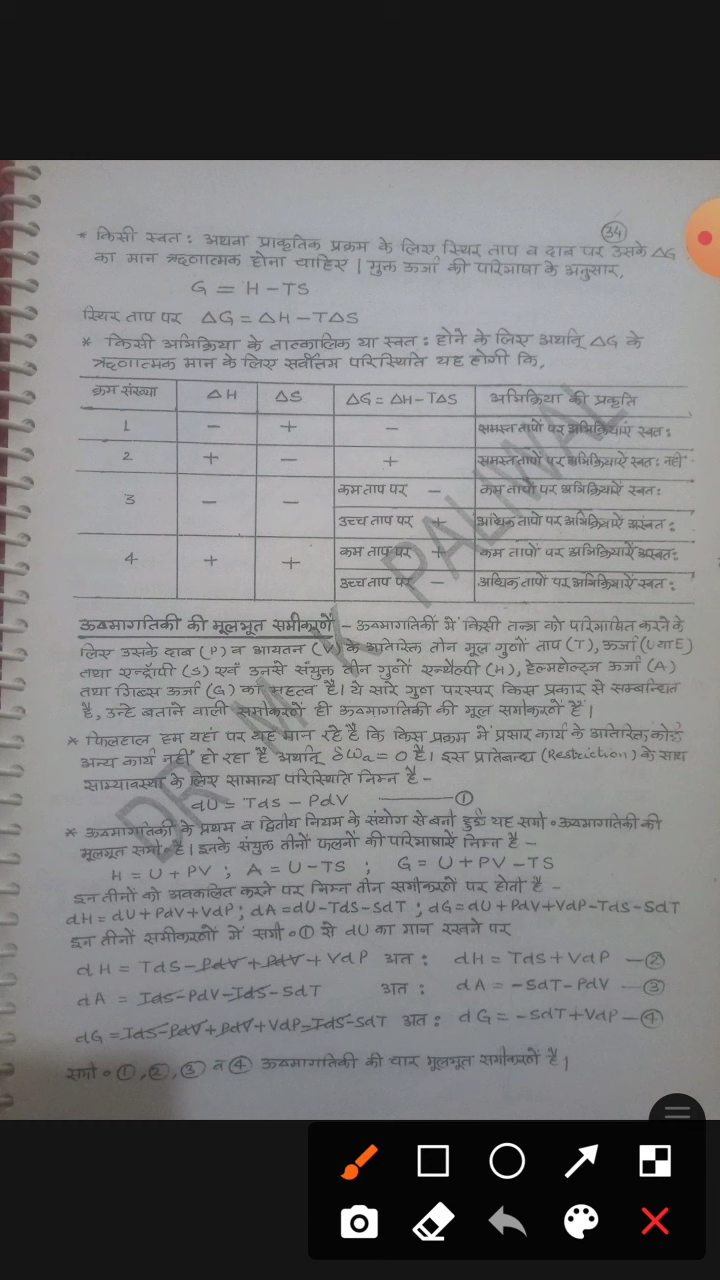 (34)
* किसी स्वत: अथवा प्राकृतिक प्रक्रम के लिए स्थिर ताप व दाब पर उसके ΔG
का मान ऋणात्मक होना चाहिए। मुक्त ऊर्जा की परिभाषा के अनुसार,
G = H-TS
स्थिर ताप पर ΔG = ΔH-TΔS
* किसी अभिक्रिया के तात्कालिक या स्वत: होने के लिए अर्थात् ΔG के
ऋणात्मक मान के लिए सर्वोत्तम परिस्थिति यह होगी कि,
क्रम संख्या ΔH ΔS ΔG = ΔH-TΔS अभिक्रिया की प्रकृति
1 - + - समस्त तापों पर अभिक्रियाएं स्वत:
2 + - + समस्त तापों पर अभिक्रियाऐं स्वत: नहीं
3 - - कम ताप पर - कम तापों पर अभिक्रियाऐं स्वत:
उच्च ताप पर + अधिक तापों पर अभिक्रियाऐं अस्वत:
4 + + कम ताप पर + कम तापों पर अभिक्रियाऐं अस्वत:
उच्च ताप पर - अधिक तापों पर अभिक्रियाऐं स्वत:
ऊष्मागतिकी की मूलभूत समीकरणें - ऊष्मागतिकी में किसी तन्त्र को परिभाषित करने के
लिए उसके दाब (P) व आयतन (V) के अतिरिक्त तीन मूल गुणों ताप (T), ऊर्जा (U या E)
तथा एन्ट्रॉपी (S) एवं उनसे संयुक्त तीन गुणों एन्थैल्पी (H), हेल्महोल्ट्ज ऊर्जा (A)
तथा गिब्स ऊर्जा (G) का महत्व है। ये सारे गुण परस्पर किस प्रकार से सम्बन्धित
है, उन्हें बताने वाली समीकरणें ही ऊष्मागतिकी की मूल समीकरणें हैं।
* फिलहाल हम यहां पर यह मान रहे है कि किस प्रक्रम में प्रसार कार्य के अतिरिक्त कोई
अन्य कार्य नहीं हो रहा है अर्थात् δWa = 0 है। इस प्रतिबन्ध (Restriction) के साथ
साम्यावस्था के लिए सामान्य परिस्थिति निम्न है -
dU = Tds - PdV ——— ①
* ऊष्मागतिकी के प्रथम व द्वितीय नियम के संयोग से बनी हुई यह समी० ऊष्मागतिकी की
मूलभूत समी० है। इनके संयुक्त तीनों फलनों की परिभाषाऐं निम्न है -
H = U + PV ; A = U-TS ; G = U + PV -TS
इन तीनों को अवकलित करने पर निम्न तीन समीकरणें पर होती है -
dH = dU + PdV + VdP ; dA = dU-Tds-SdT ; dG = dU + PdV + VdP-Tds-SdT
इन तीनों समीकरणों में समी० ① से dU का मान रखने पर
dH = Tds - PdV + PdV + VdP अत: dH = Tds + VdP — ②
dA = Tds - PdV - Tds - SdT अत: dA = -SdT - PdV — ③
dG = Tds - PdV + PdV + VdP - Tds - SdT अत: dG = -SdT + VdP — ④
समी० ①, ②, ③ व ④ ऊष्मागतिकी की चार मूलभूत समीकरणें हैं।
DR. M K PALIWAL